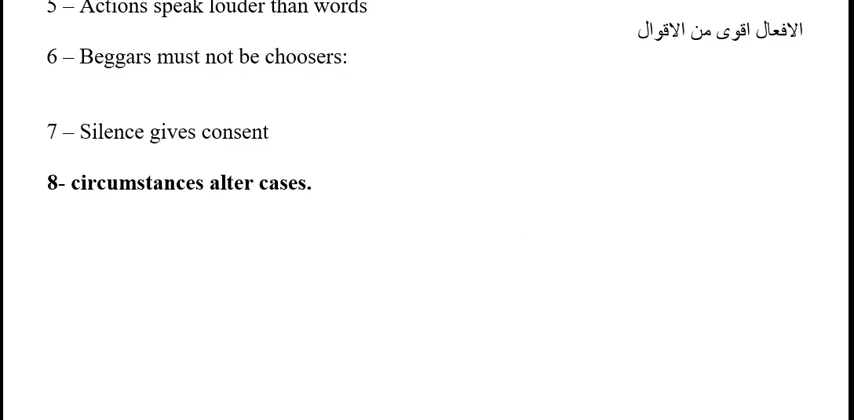 5 – Actions speak louder than words
الافعال اقوى من الاقوال
6 – Beggars must not be choosers:
7 – Silence gives consent
8- circumstances alter cases.